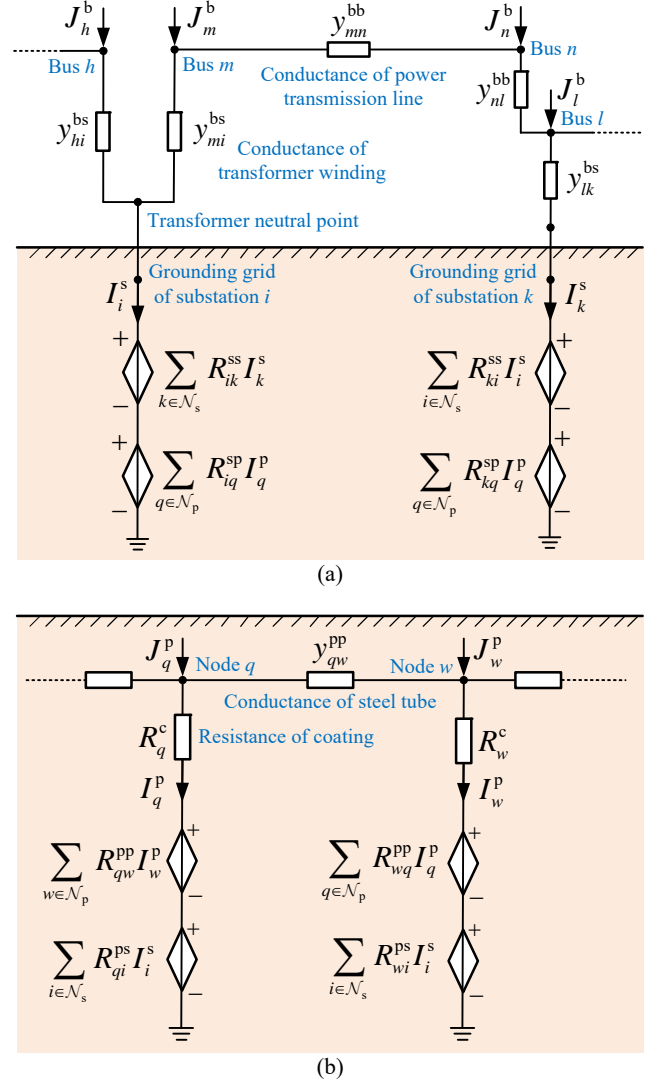 J_h^b J_m^b y_mn^bb J_n^b
Bus h Bus m Bus n
Conductance of power
transmission line
y_nl^bb J_l^b
Bus l
y_hi^bs y_mi^bs
Conductance of
transformer winding
y_lk^bs
Transformer neutral point
Grounding grid
of substation i
Grounding grid
of substation k
I_i^s I_k^s
+ +
∑_{k∈𝒩_s} R_ik^ss I_k^s ∑_{i∈𝒩_s} R_ki^ss I_i^s
− −
+ +
∑_{q∈𝒩_p} R_iq^sp I_q^p ∑_{q∈𝒩_p} R_kq^sp I_q^p
− −
(a)
J_q^p y_qw^pp J_w^p
Node q Node w
Conductance of steel tube
R_q^c Resistance of coating R_w^c
I_q^p I_w^p
+ +
∑_{w∈𝒩_p} R_qw^pp I_w^p ∑_{q∈𝒩_p} R_wq^pp I_q^p
− −
+ +
∑_{i∈𝒩_s} R_qi^ps I_i^s ∑_{i∈𝒩_s} R_wi^ps I_i^s
− −
(b)